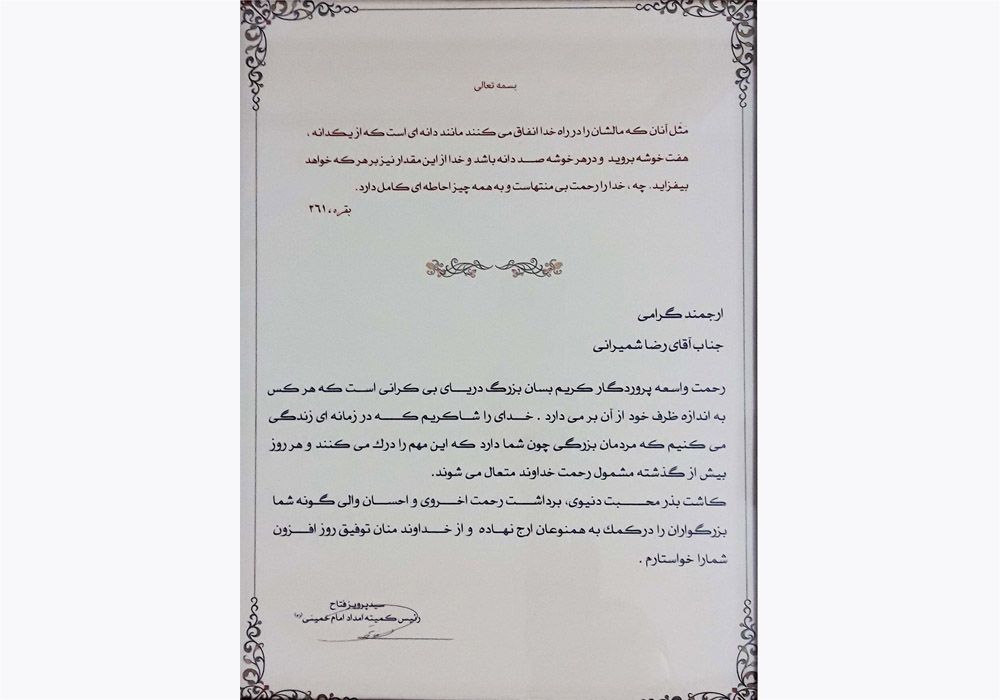 بسمه تعالی
مثل آنان که مالشان را در راه خدا انفاق می کنند مانند دانه ای است که از یکدانه ،
هفت خوشه بروید و درهر خوشه صد دانه باشد و خدا از این مقدار نیز بر هر که خواهد
بیفزاید. چه ، خدا را رحمت بی منتهاست و به همه چیز احاطه ای کامل دارد.
بقره ، ۲۶۱
ارجمند گرامی
جناب آقای رضا شمیرانی
رحمت واسعه پروردگار کریم بسان بزرگ دریای بی کرانی است که هر کس
به اندازه ظرف خود از آن بر می دارد . خدای را شاکریم که در زمانه ای زندگی
می کنیم که مردمان بزرگی چون شما دارد که این مهم را درك می کنند و هر روز
بیش از گذشته مشمول رحمت خداوند متعال می شوند.
کاشت بذر محبت دنیوی، برداشت رحمت اخروی و احسان والی گونه شما
بزرگواران را درکمك به همنوعان ارج نهاده و از خداوند منان توفیق روز افزون
شمارا خواستارم .
سیدپرویز فتاح
رئیس کمیته امداد امام خمینی (ره)